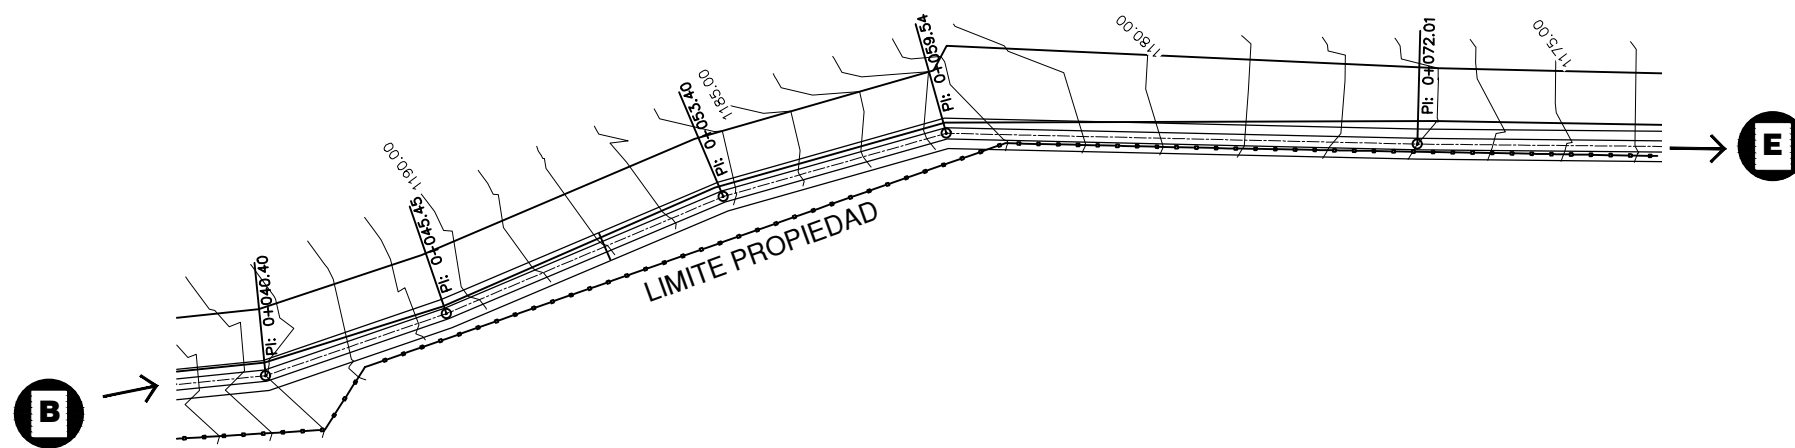 PI: 0+040.40
PI: 0+045.45
1190.00
PI: 0+053.40
1185.00
PI: 0+059.54
1180.00
PI: 0+072.01
1175.00
LIMITE PROPIEDAD
B
E